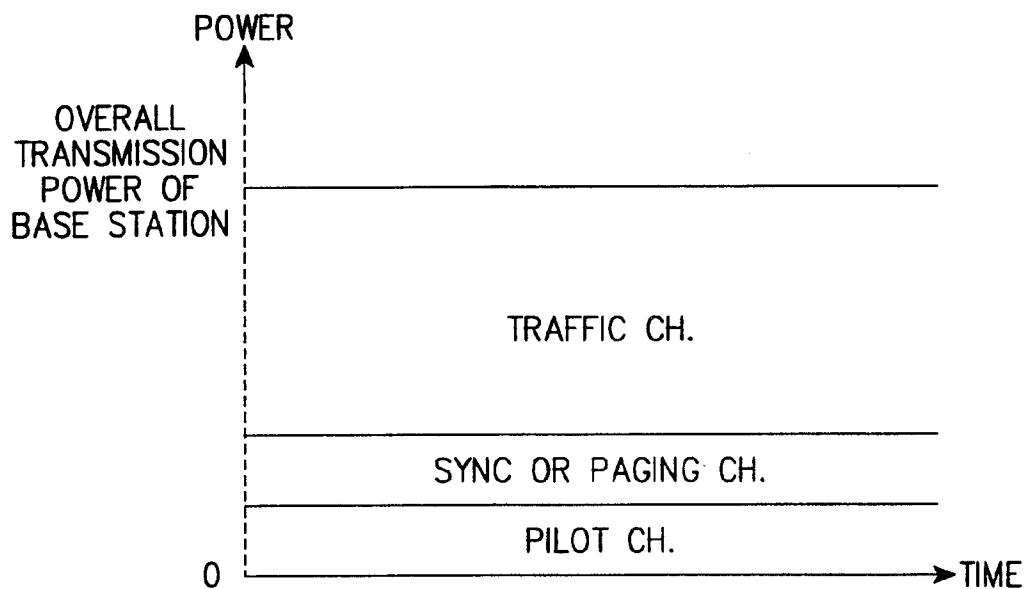 POWER
OVERALL
TRANSMISSION
POWER OF
BASE STATION
TRAFFIC CH.
SYNC OR PAGING CH.
PILOT CH.
0
TIME